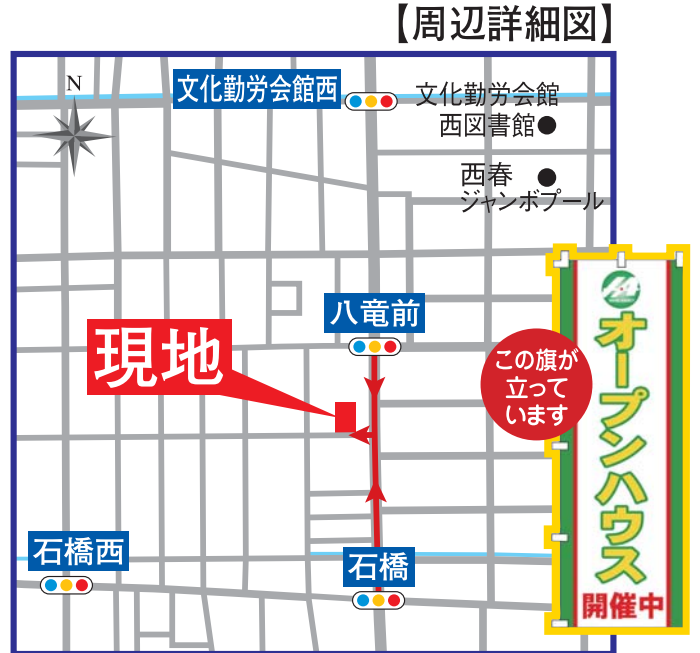 【周辺詳細図】
N
文化勤労会館西
文化勤労会館
西図書館
西春
ジャンボプール
八竜前
現地
この旗が
立って
います
オープンハウス
開催中
石橋西
石橋